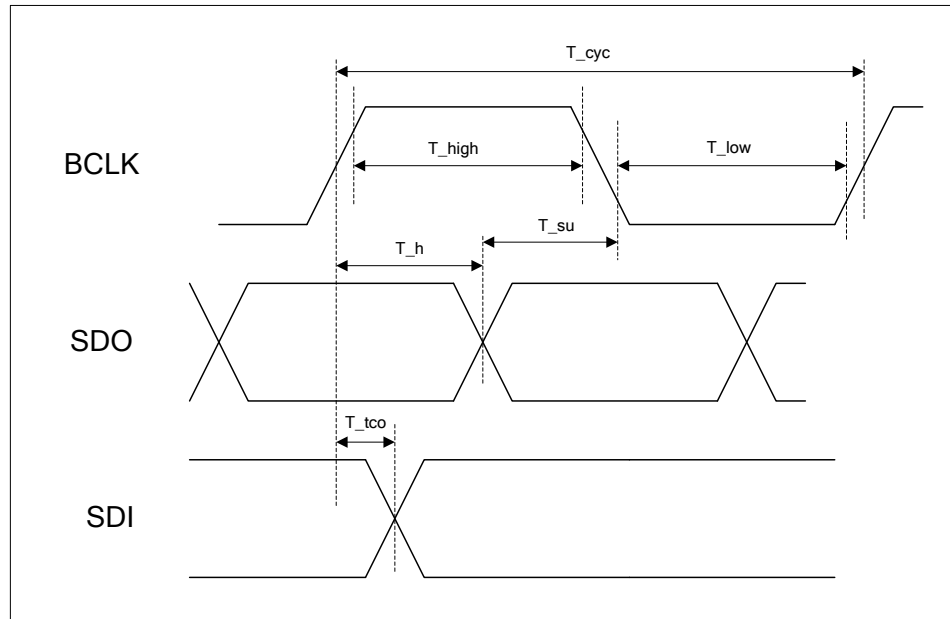 T_cyc
BCLK
T_high
T_low
T_su
T_h
SDO
T_tco
SDI